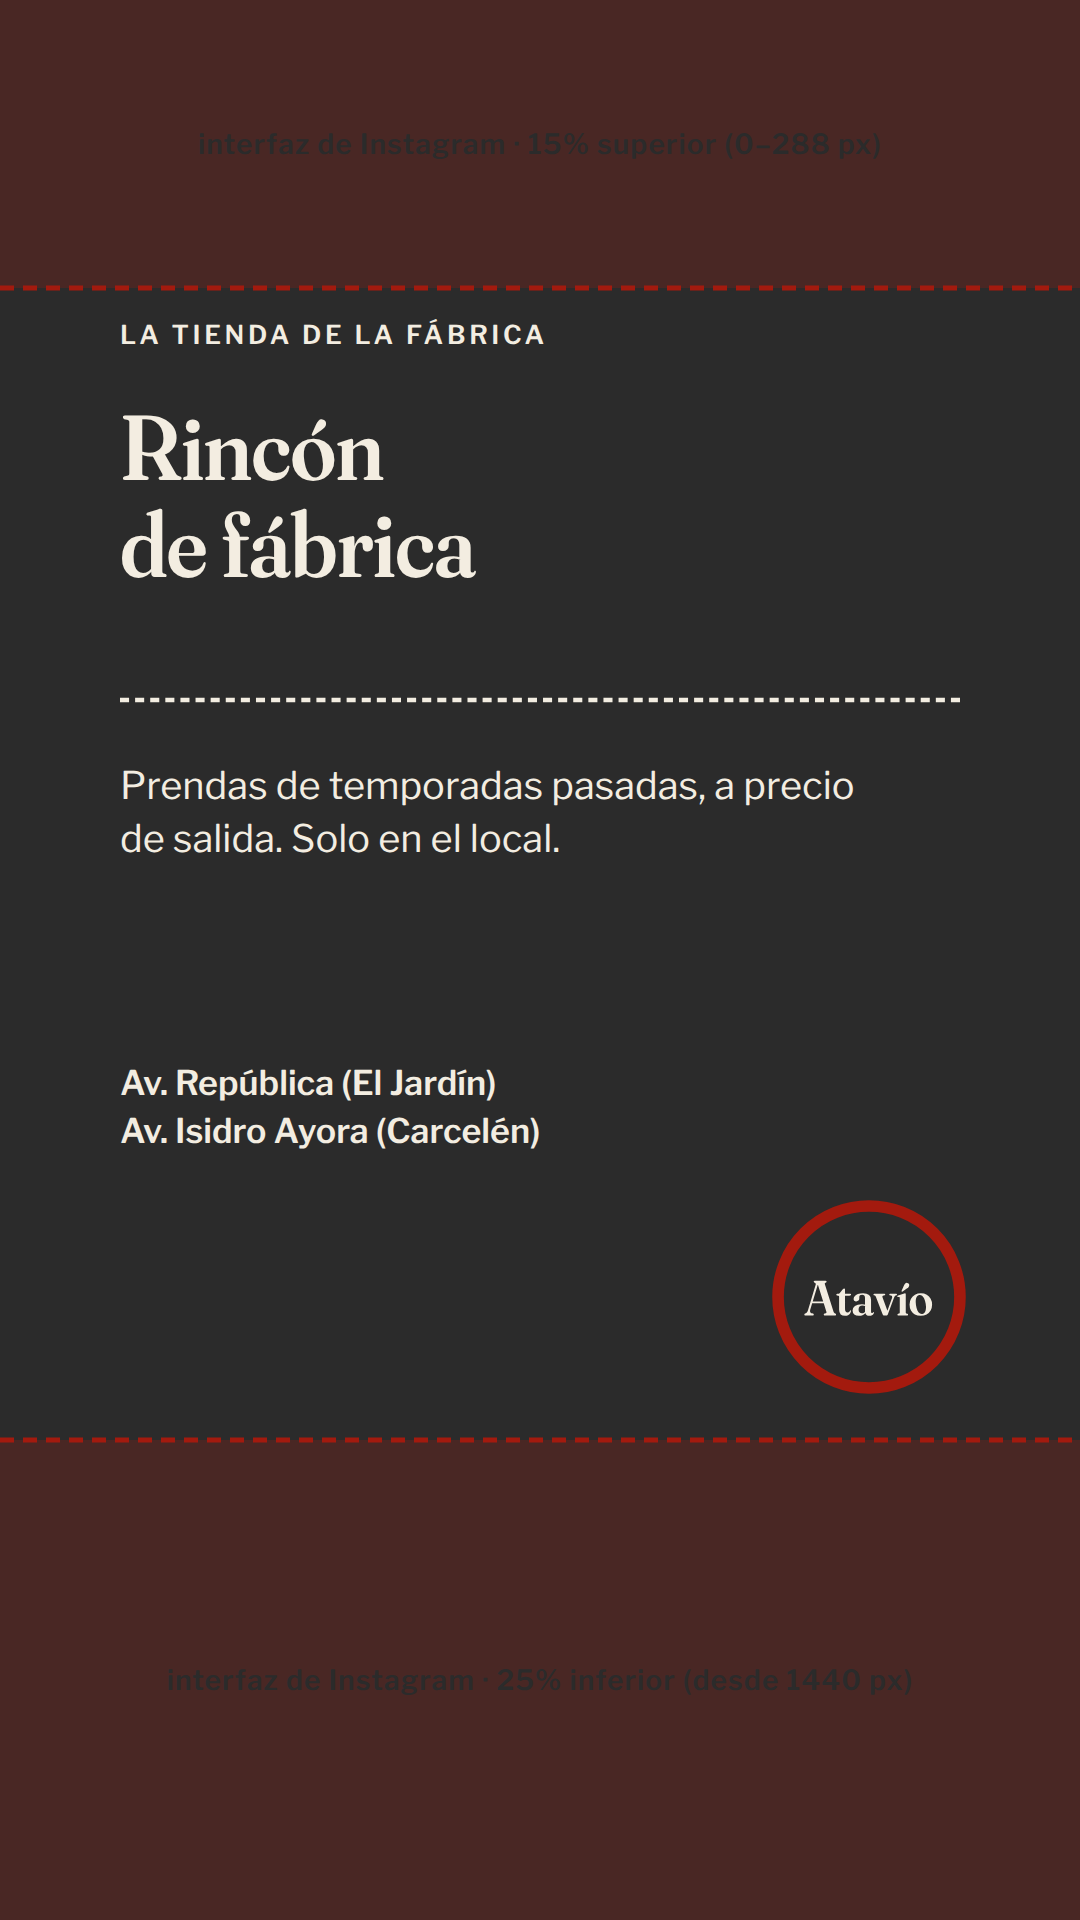 interfaz de Instagram · 15% superior (0–288 px)
LA TIENDA DE LA FÁBRICA
Rincón
de fábrica
Prendas de temporadas pasadas, a precio
de salida. Solo en el local.
Av. República (El Jardín)
Av. Isidro Ayora (Carcelén)
Atavío
interfaz de Instagram · 25% inferior (desde 1440 px)